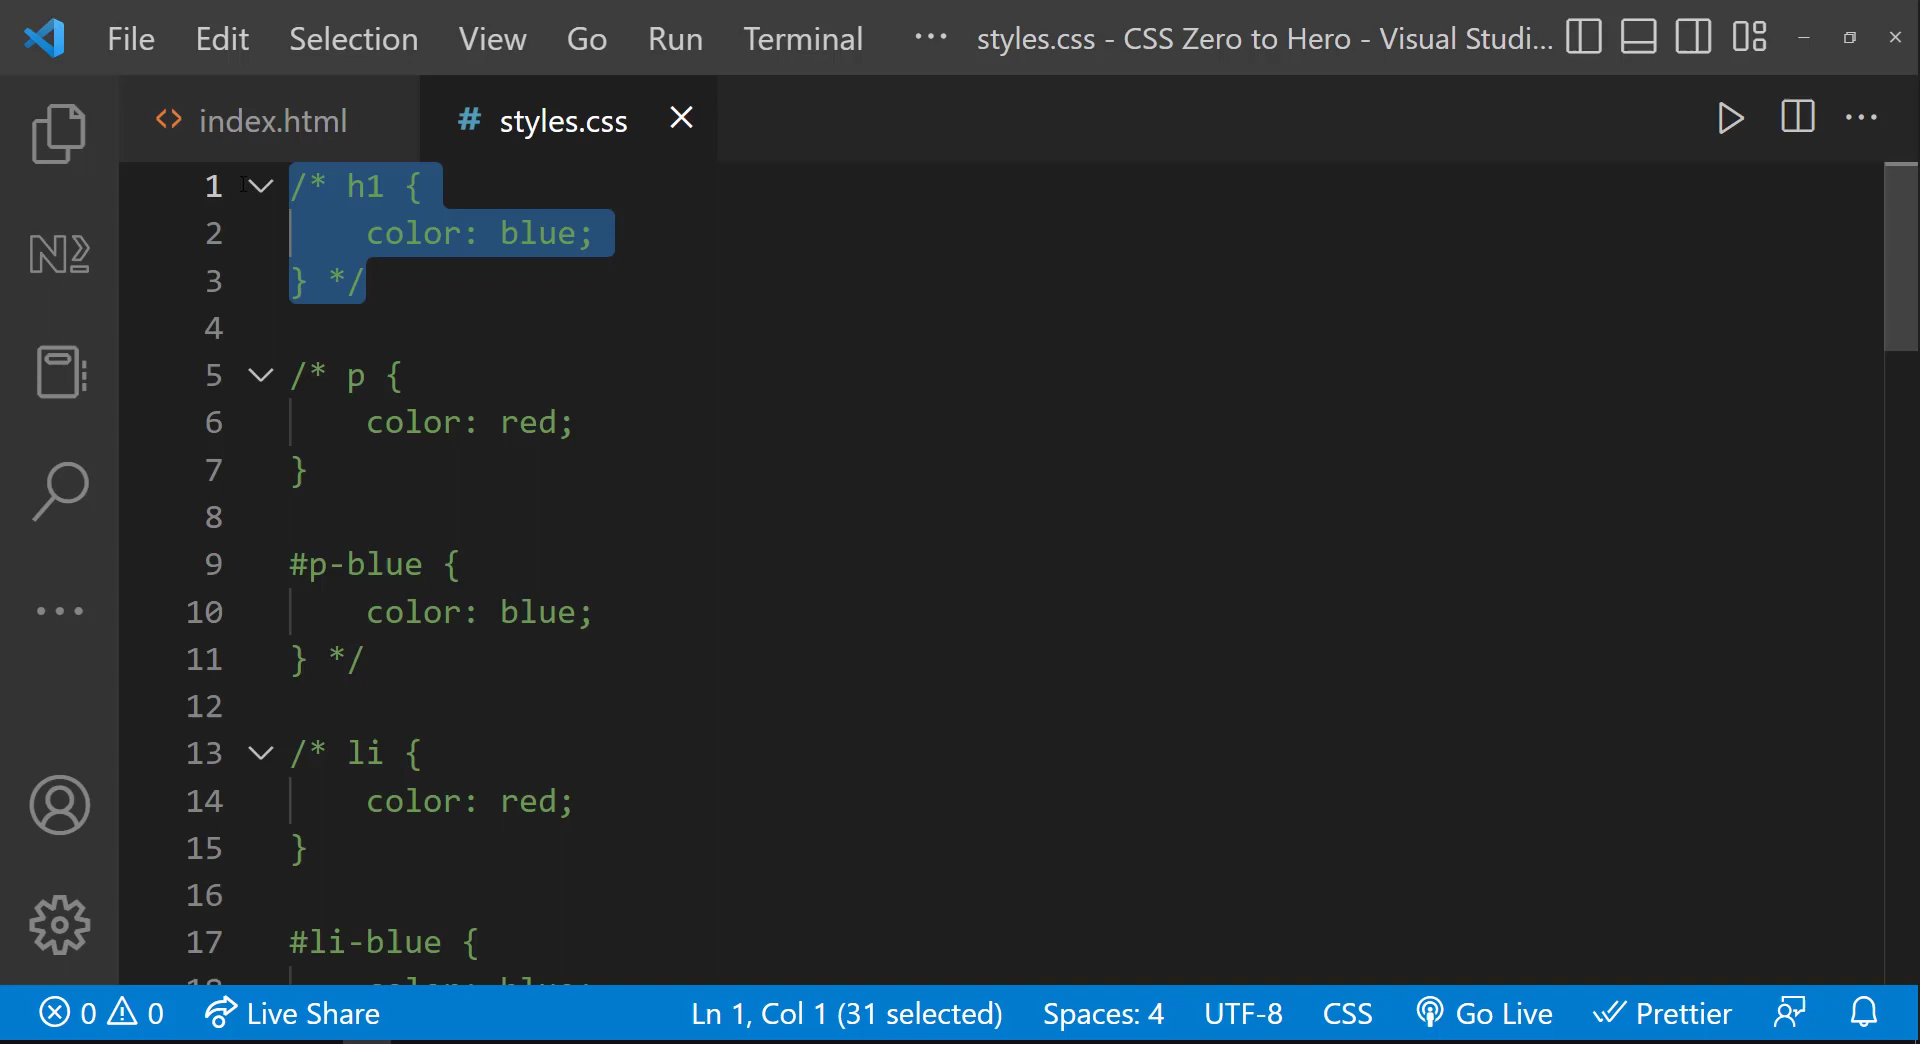 File Edit Selection View Go Run Terminal ... styles.css - CSS Zero to Hero - Visual Studi...
<> index.html # styles.css
1 /* h1 {
2 color: blue;
3 } */
4
5 /* p {
6 color: red;
7 }
8
9 #p-blue {
10 color: blue;
11 } */
12
13 /* li {
14 color: red;
15 }
16
17 #li-blue {
0 0 Live Share Ln 1, Col 1 (31 selected) Spaces: 4 UTF-8 CSS Go Live Prettier